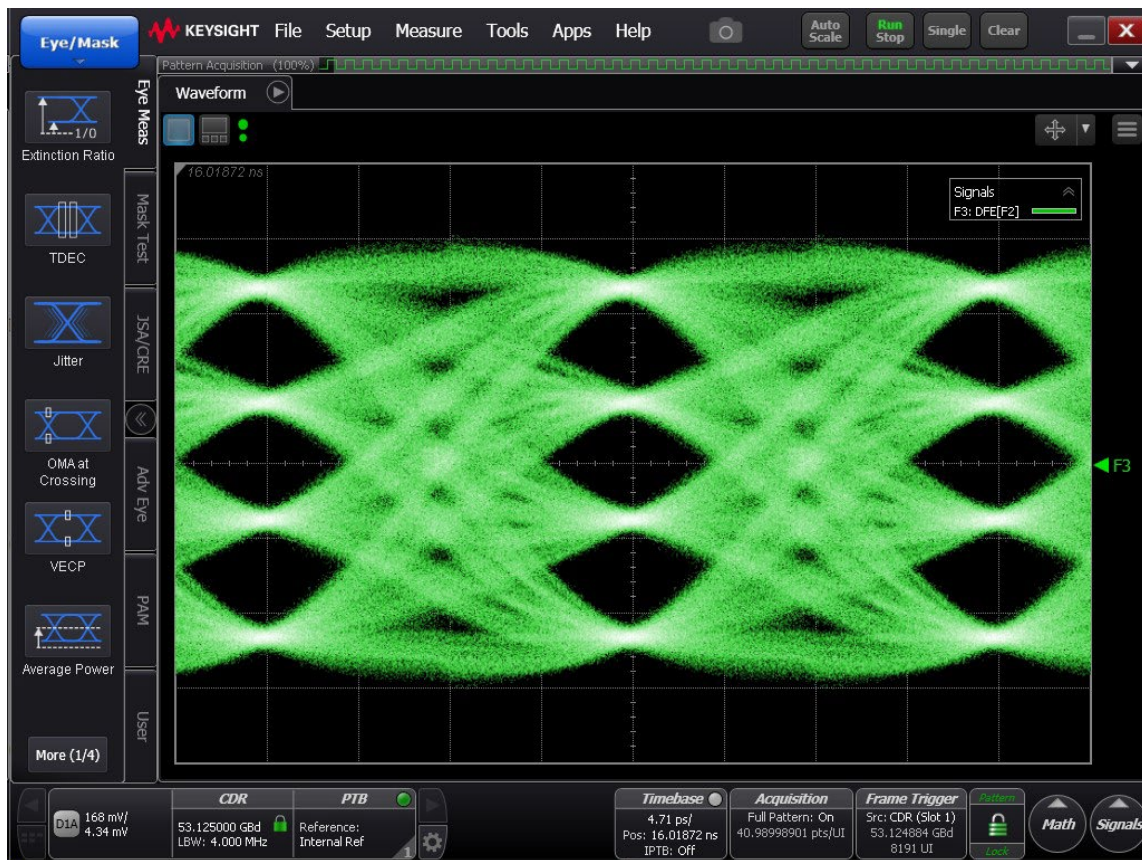 Eye/Mask
KEYSIGHT File Setup Measure Tools Apps Help
Auto Scale
Run Stop
Single
Clear
X
Pattern Acquisition (100%)
Waveform
Eye Meas
Mask Test
JSA/CRE
Adv Eye
PAM
User
1/0
Extinction Ratio
TDEC
Jitter
OMA at
Crossing
VECP
Average Power
More (1/4)
16.01872 ns
Signals
F3: DFE[F2]
F3
D1A
168 mV/
4.34 mV
CDR
53.125000 GBd
LBW: 4.000 MHz
PTB
Reference:
Internal Ref
1
Timebase
4.71 ps/
Pos: 16.01872 ns
IPTB: Off
Acquisition
Full Pattern: On
40.98998901 pts/UI
Frame Trigger
Src: CDR (Slot 1)
53.124884 GBd
8191 UI
Pattern
Lock
Math
Signals